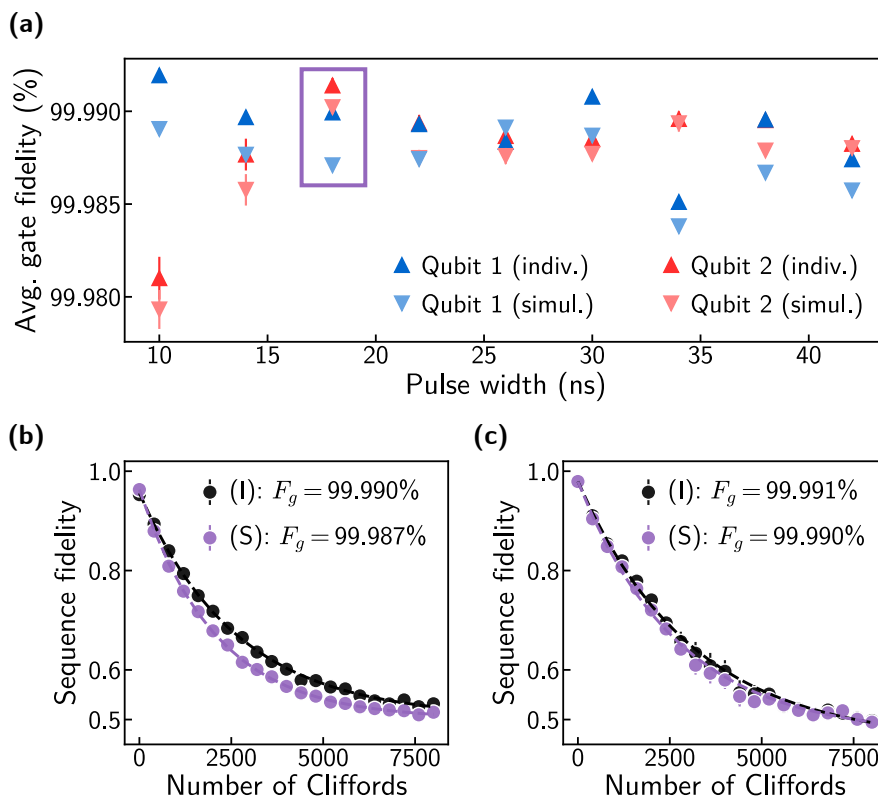 (a)
Avg. gate fidelity (%)
99.990
99.985
99.980
Qubit 1 (indiv.)
Qubit 2 (indiv.)
Qubit 1 (simul.)
Qubit 2 (simul.)
10
15
20
25
30
35
40
Pulse width (ns)
(b)
Sequence fidelity
1.0
0.8
0.6
0.5
(I): F_g = 99.990%
(S): F_g = 99.987%
0
2500
5000
7500
Number of Cliffords
(c)
Sequence fidelity
1.0
0.8
0.6
0.5
(I): F_g = 99.991%
(S): F_g = 99.990%
0
2500
5000
7500
Number of Cliffords